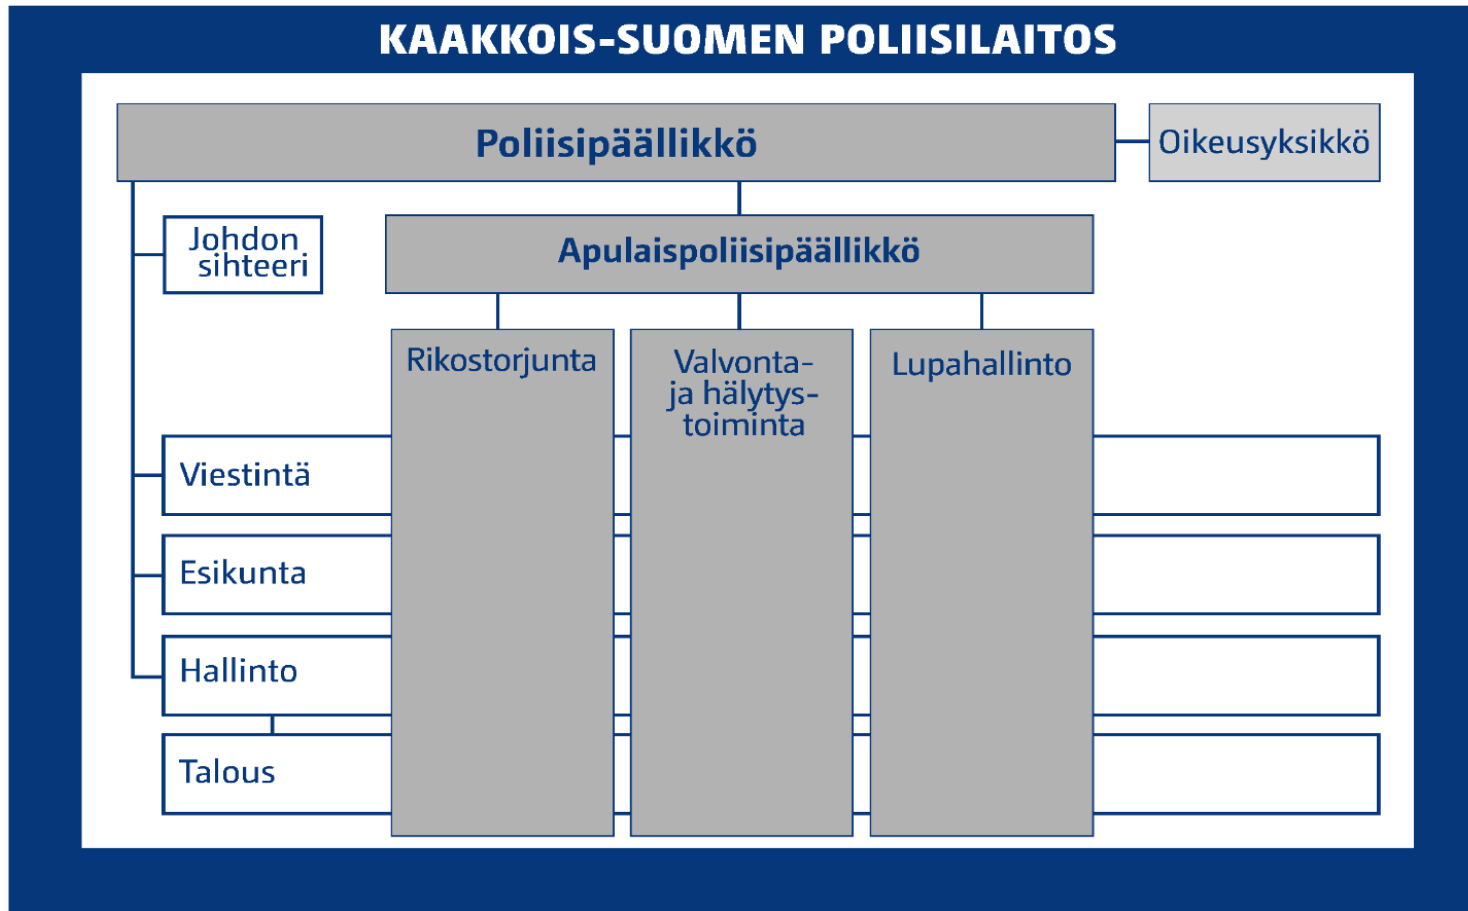 KAAKKOIS-SUOMEN POLIISILAITOS
Poliisipäällikkö
Oikeusyksikkö
Johdon
sihteeri
Apulaispoliisipäällikkö
Rikostorjunta
Valvonta-
ja hälytys-
toiminta
Lupahallinto
Viestintä
Esikunta
Hallinto
Talous